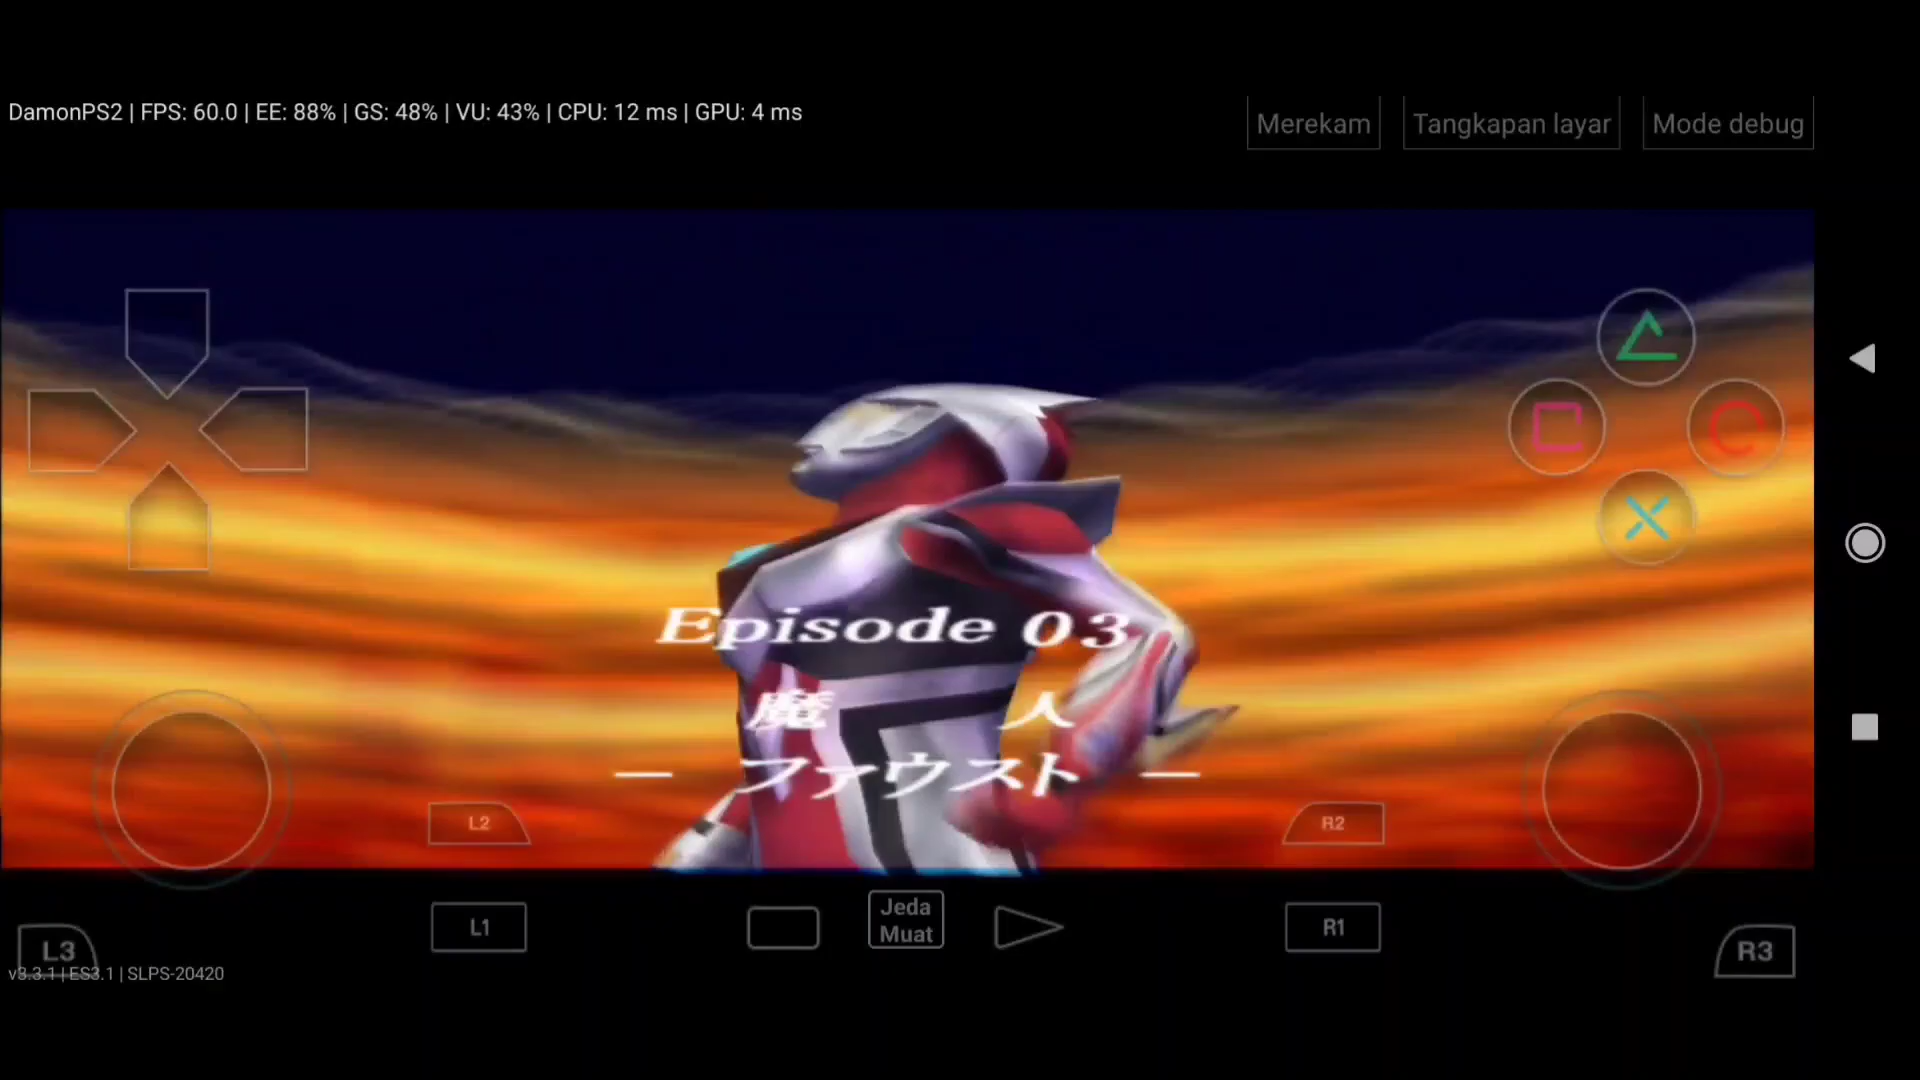 DamonPS2 | FPS: 60.0 | EE: 88% | GS: 48% | VU: 43% | CPU: 12 ms | GPU: 4 ms
Merekam
Tangkapan layar
Mode debug
Episode 03
魔 人
— ファウスト —
L2
R2
L1
Jeda
Muat
R1
L3
R3
v3.3.1 | ES3.1 | SLPS-20420